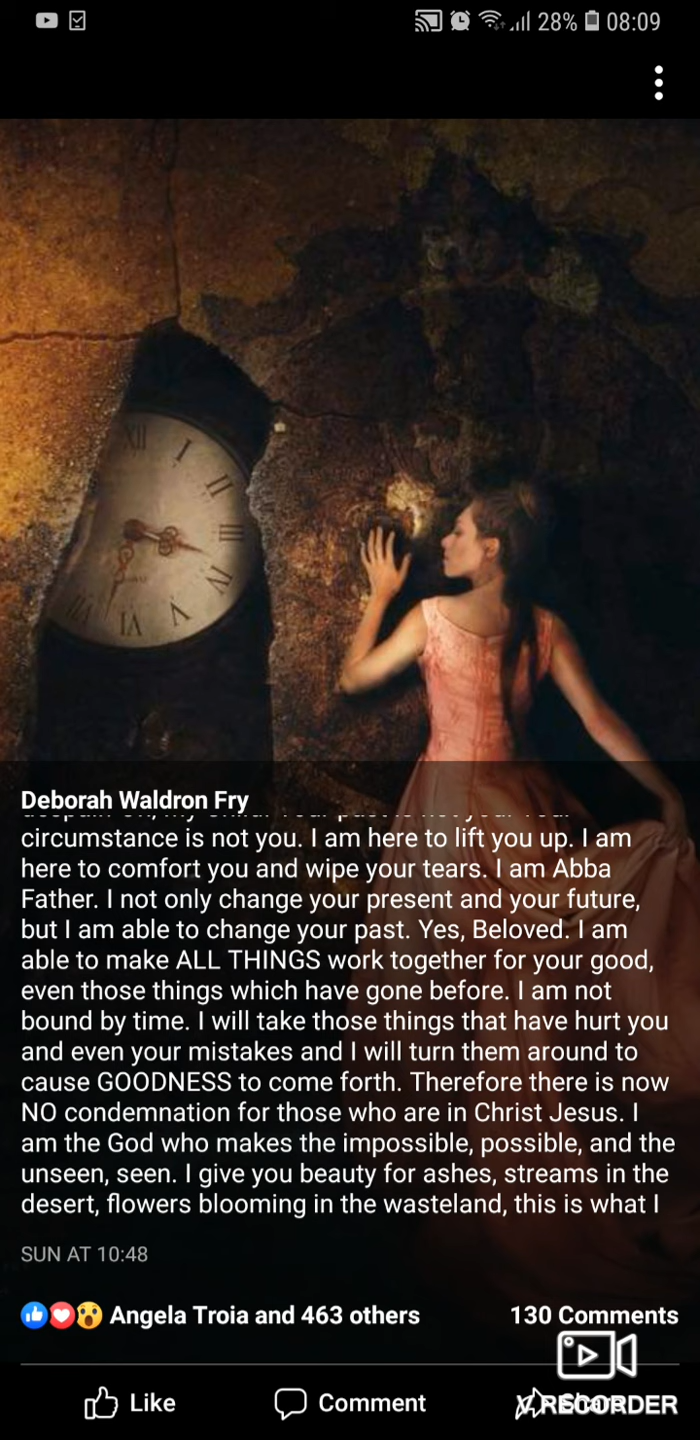 28% 08:09
XII
I
II
III
IV
V
VI
VII
Deborah Waldron Fry
circumstance is not you. I am here to lift you up. I am
here to comfort you and wipe your tears. I am Abba
Father. I not only change your present and your future,
but I am able to change your past. Yes, Beloved. I am
able to make ALL THINGS work together for your good,
even those things which have gone before. I am not
bound by time. I will take those things that have hurt you
and even your mistakes and I will turn them around to
cause GOODNESS to come forth. Therefore there is now
NO condemnation for those who are in Christ Jesus. I
am the God who makes the impossible, possible, and the
unseen, seen. I give you beauty for ashes, streams in the
desert, flowers blooming in the wasteland, this is what I
SUN AT 10:48
Angela Troia and 463 others 130 Comments
Like Comment V.RECORDER